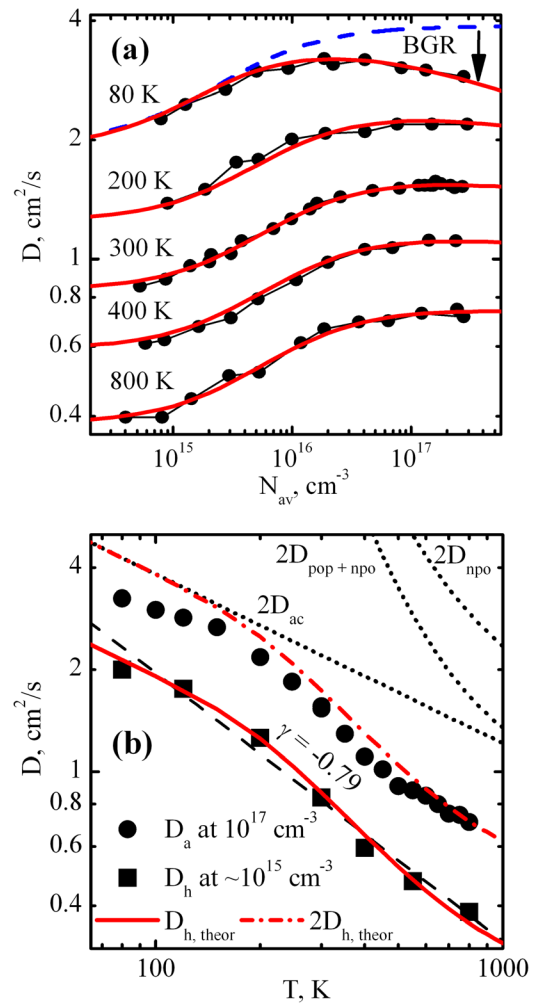 4
(a)
BGR
80 K
2
200 K
D, cm²/s
300 K
1
0.8
400 K
0.6
800 K
0.4
10¹⁵ 10¹⁶ 10¹⁷
N_av, cm⁻³
4
2D_pop + npo
2D_npo
2D_ac
2
D, cm²/s
(b)
γ = -0.79
1
0.8
D_a at 10¹⁷ cm⁻³
0.6
D_h at ~10¹⁵ cm⁻³
0.4
D_h, theor 2D_h, theor
100 1000
T, K